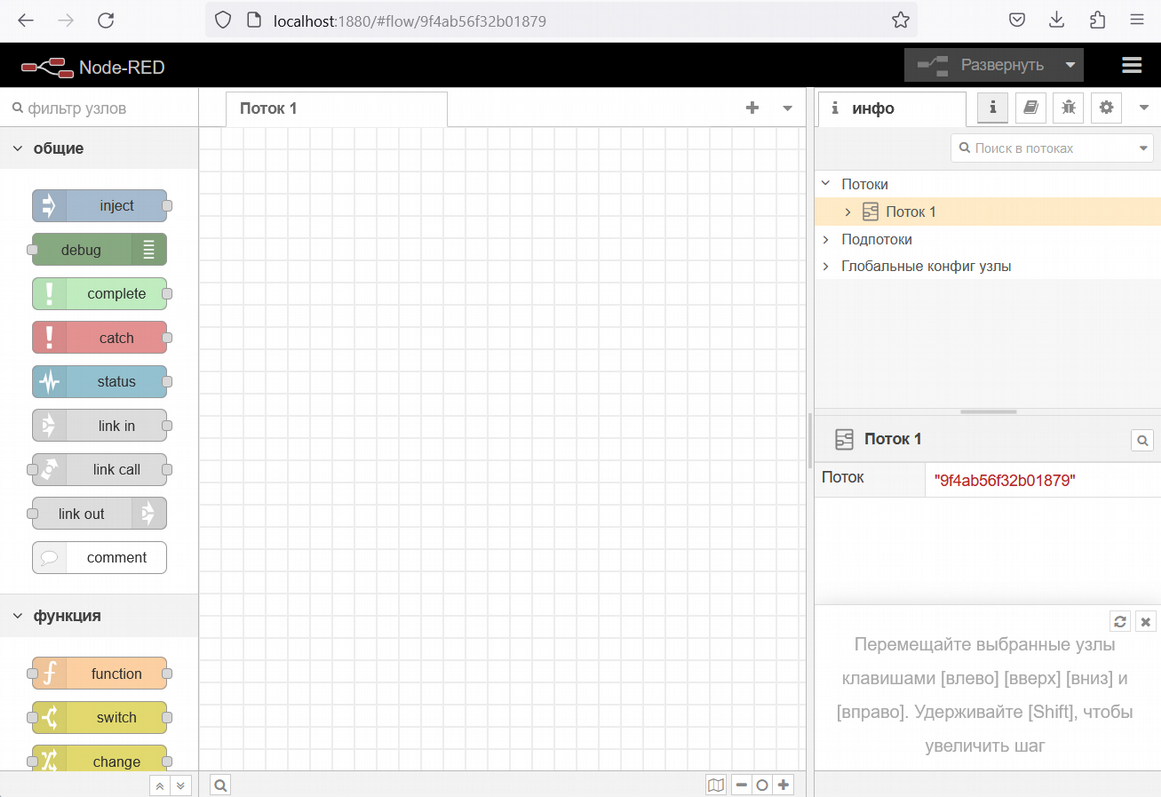 localhost:1880/#flow/9f4ab56f32b01879
Node-RED
Развернуть
фильтр узлов
Поток 1
инфо
общие
Поиск в потоках
inject
debug
complete
catch
status
link in
link call
link out
comment
функция
function
switch
change
Потоки
Поток 1
Подпотоки
Глобальные конфиг узлы
Поток 1
Поток "9f4ab56f32b01879"
Перемещайте выбранные узлы
клавишами [влево] [вверх] [вниз] и
[вправо]. Удерживайте [Shift], чтобы
увеличить шаг